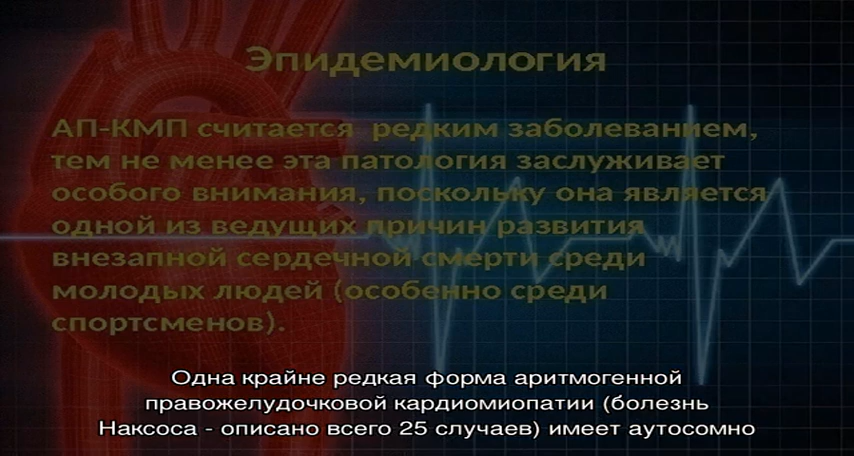 Эпидемиология
АП-КМП считается редким заболеванием,
тем не менее эта патология заслуживает
особого внимания, поскольку она является
одной из ведущих причин развития
внезапной сердечной смерти среди
молодых людей (особенно среди
спортсменов).
Одна крайне редкая форма аритмогенной
правожелудочковой кардиомиопатии (болезнь
Наксоса - описано всего 25 случаев) имеет аутосомно